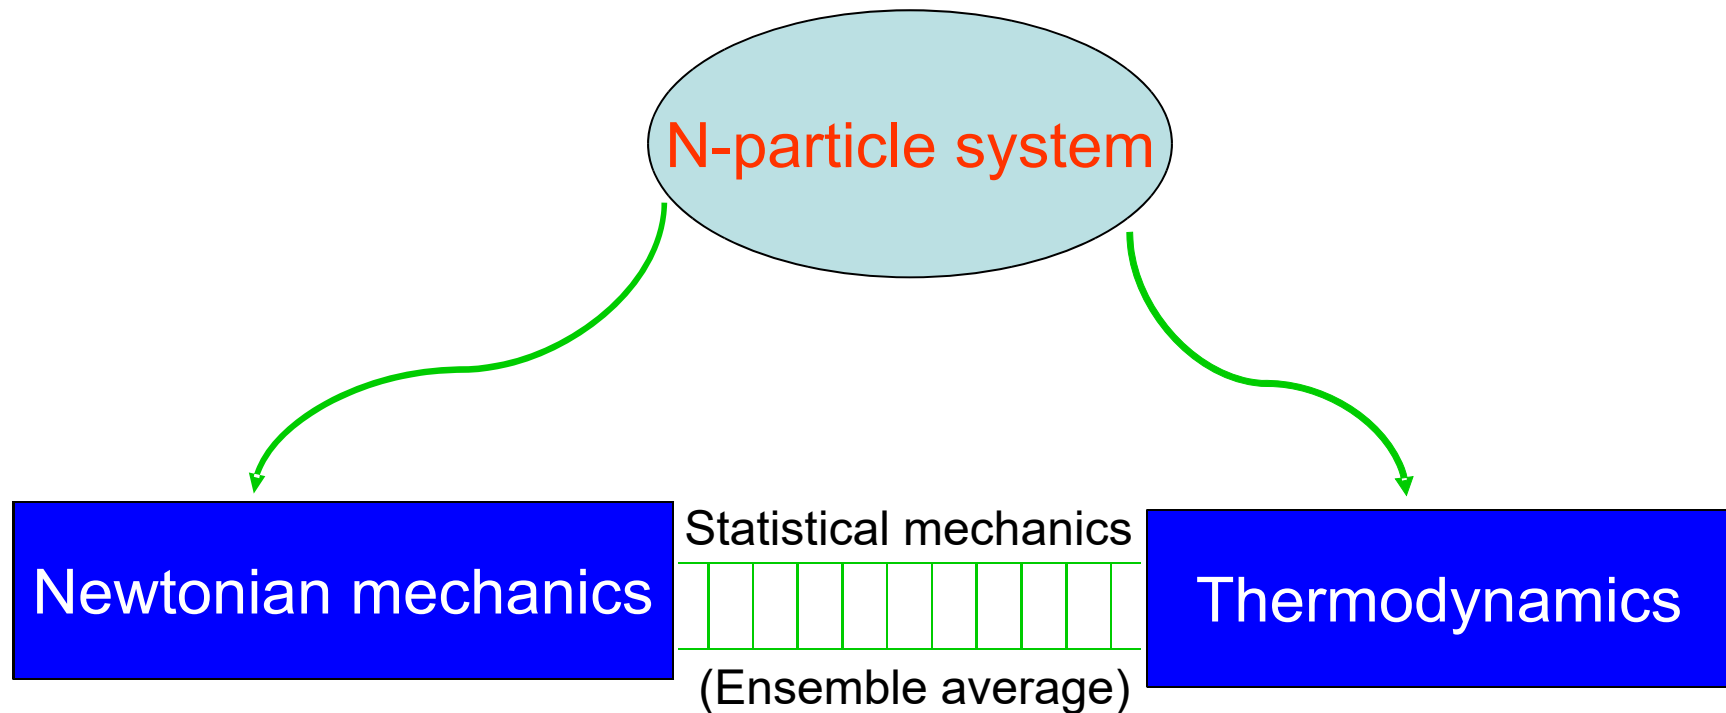 N-particle system
Statistical mechanics
Newtonian mechanics
Thermodynamics
(Ensemble average)